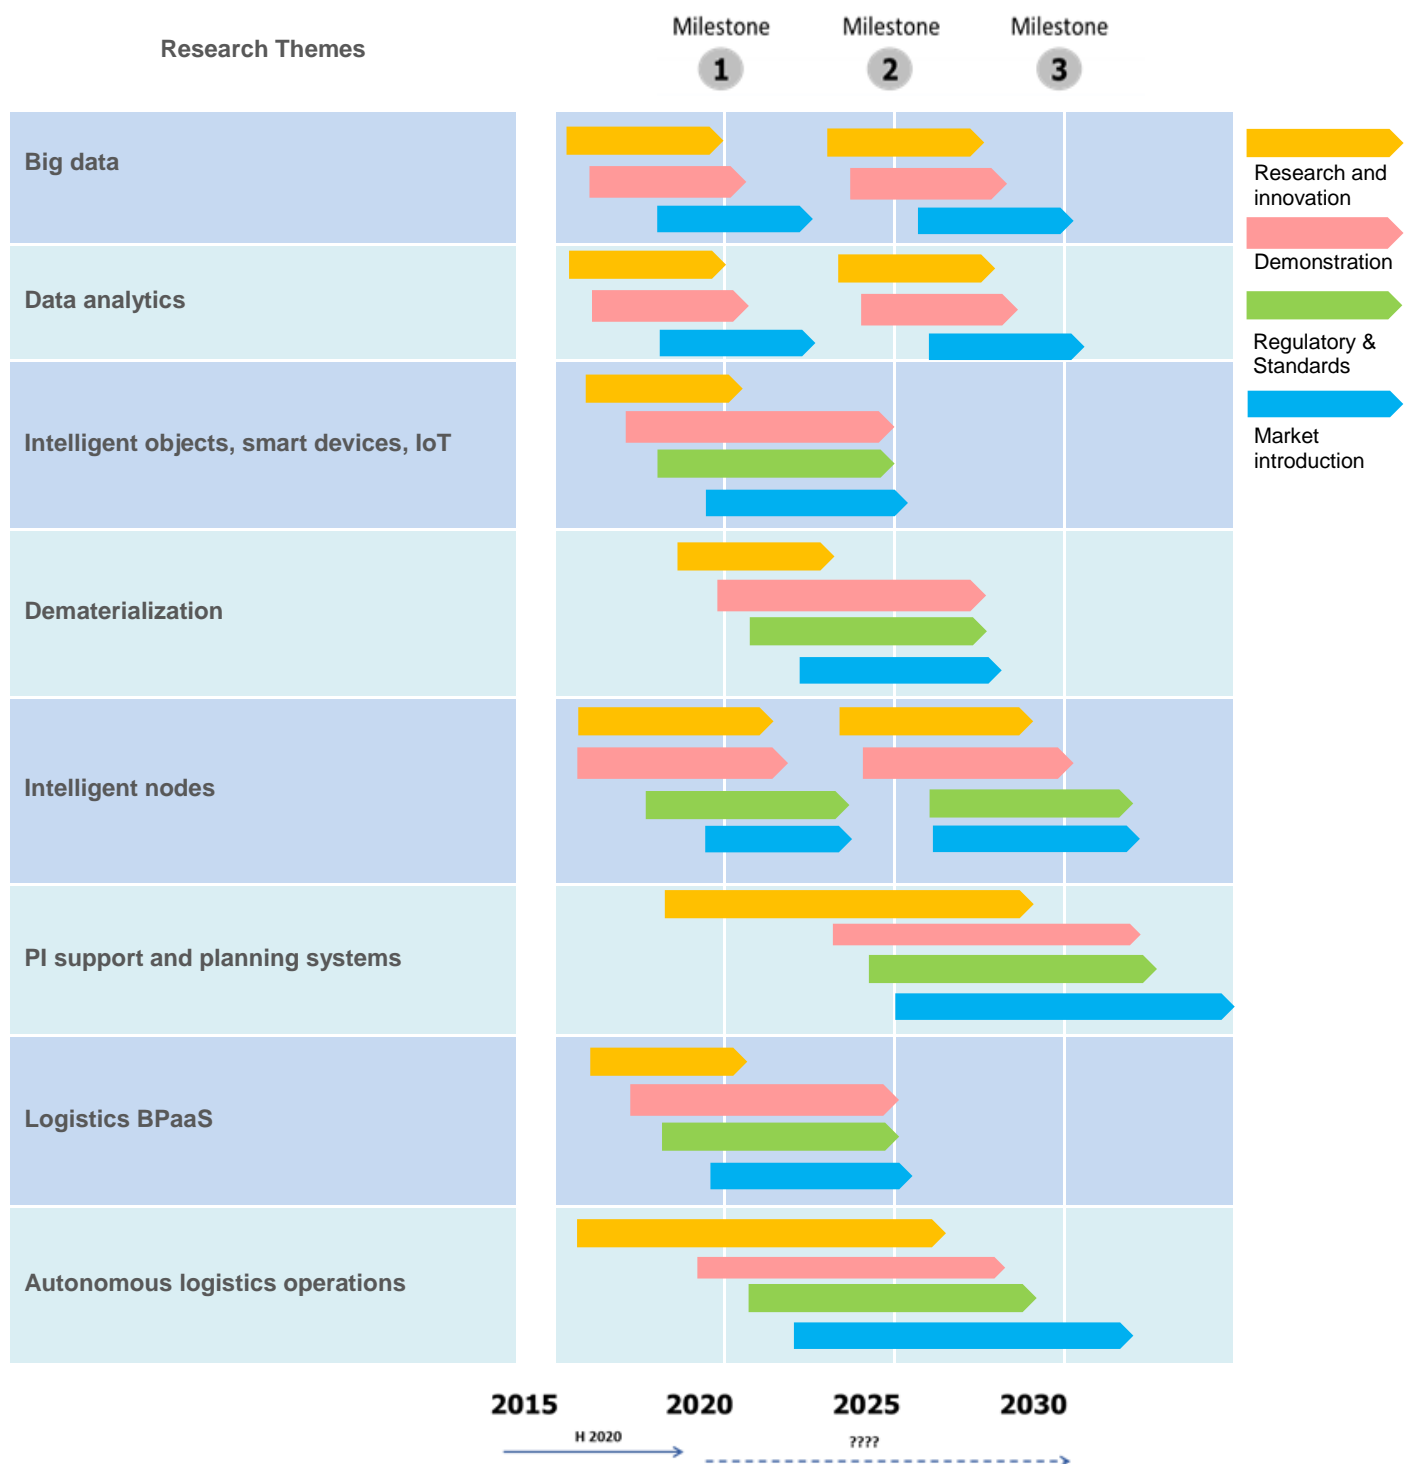 Research Themes
Milestone
1
Milestone
2
Milestone
3
Big data
Research and
innovation
Demonstration
Data analytics
Regulatory &
Standards
Market
introduction
Intelligent objects, smart devices, IoT
Dematerialization
Intelligent nodes
PI support and planning systems
Logistics BPaaS
Autonomous logistics operations
2015
2020
2025
2030
H 2020
????